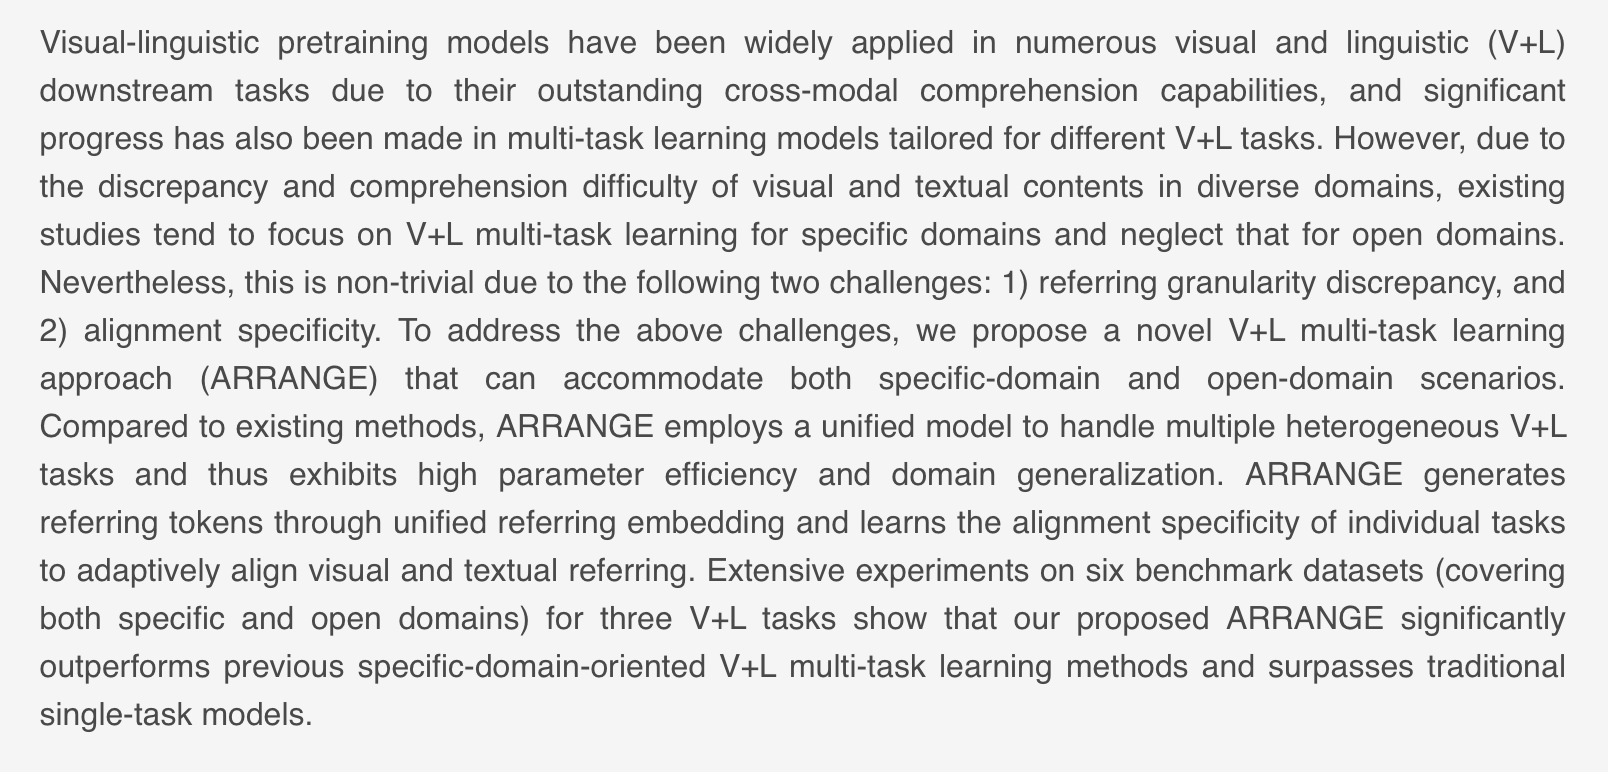 Visual-linguistic pretraining models have been widely applied in numerous visual and linguistic (V+L)
downstream tasks due to their outstanding cross-modal comprehension capabilities, and significant
progress has also been made in multi-task learning models tailored for different V+L tasks. However, due to
the discrepancy and comprehension difficulty of visual and textual contents in diverse domains, existing
studies tend to focus on V+L multi-task learning for specific domains and neglect that for open domains.
Nevertheless, this is non-trivial due to the following two challenges: 1) referring granularity discrepancy, and
2) alignment specificity. To address the above challenges, we propose a novel V+L multi-task learning
approach (ARRANGE) that can accommodate both specific-domain and open-domain scenarios.
Compared to existing methods, ARRANGE employs a unified model to handle multiple heterogeneous V+L
tasks and thus exhibits high parameter efficiency and domain generalization. ARRANGE generates
referring tokens through unified referring embedding and learns the alignment specificity of individual tasks
to adaptively align visual and textual referring. Extensive experiments on six benchmark datasets (covering
both specific and open domains) for three V+L tasks show that our proposed ARRANGE significantly
outperforms previous specific-domain-oriented V+L multi-task learning methods and surpasses traditional
single-task models.